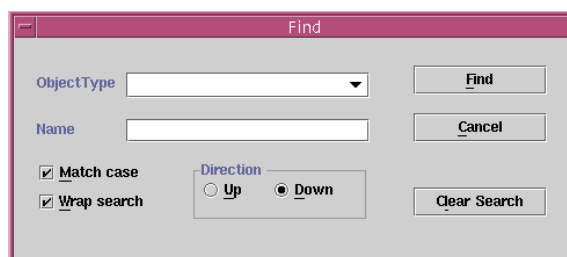 Find
ObjectType
Find
Name
Cancel
Match case
Direction
Up
Down
Wrap search
Clear Search